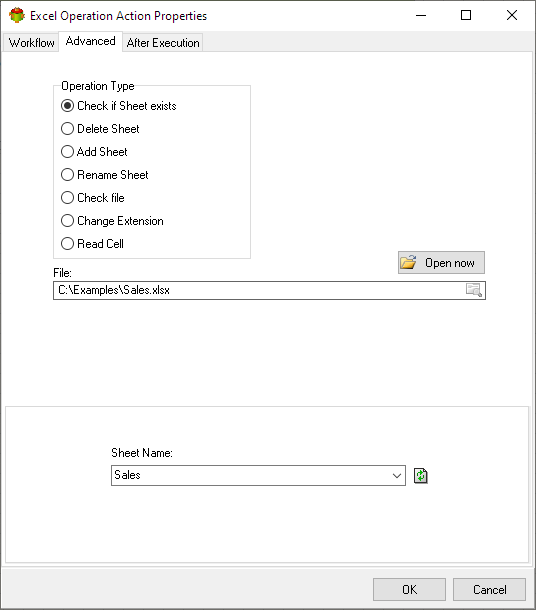 Excel Operation Action Properties
Workflow Advanced After Execution
Operation Type
Check if Sheet exists
Delete Sheet
Add Sheet
Rename Sheet
Check file
Change Extension
Read Cell
Open now
File:
C:\Examples\Sales.xlsx
Sheet Name:
Sales
OK Cancel